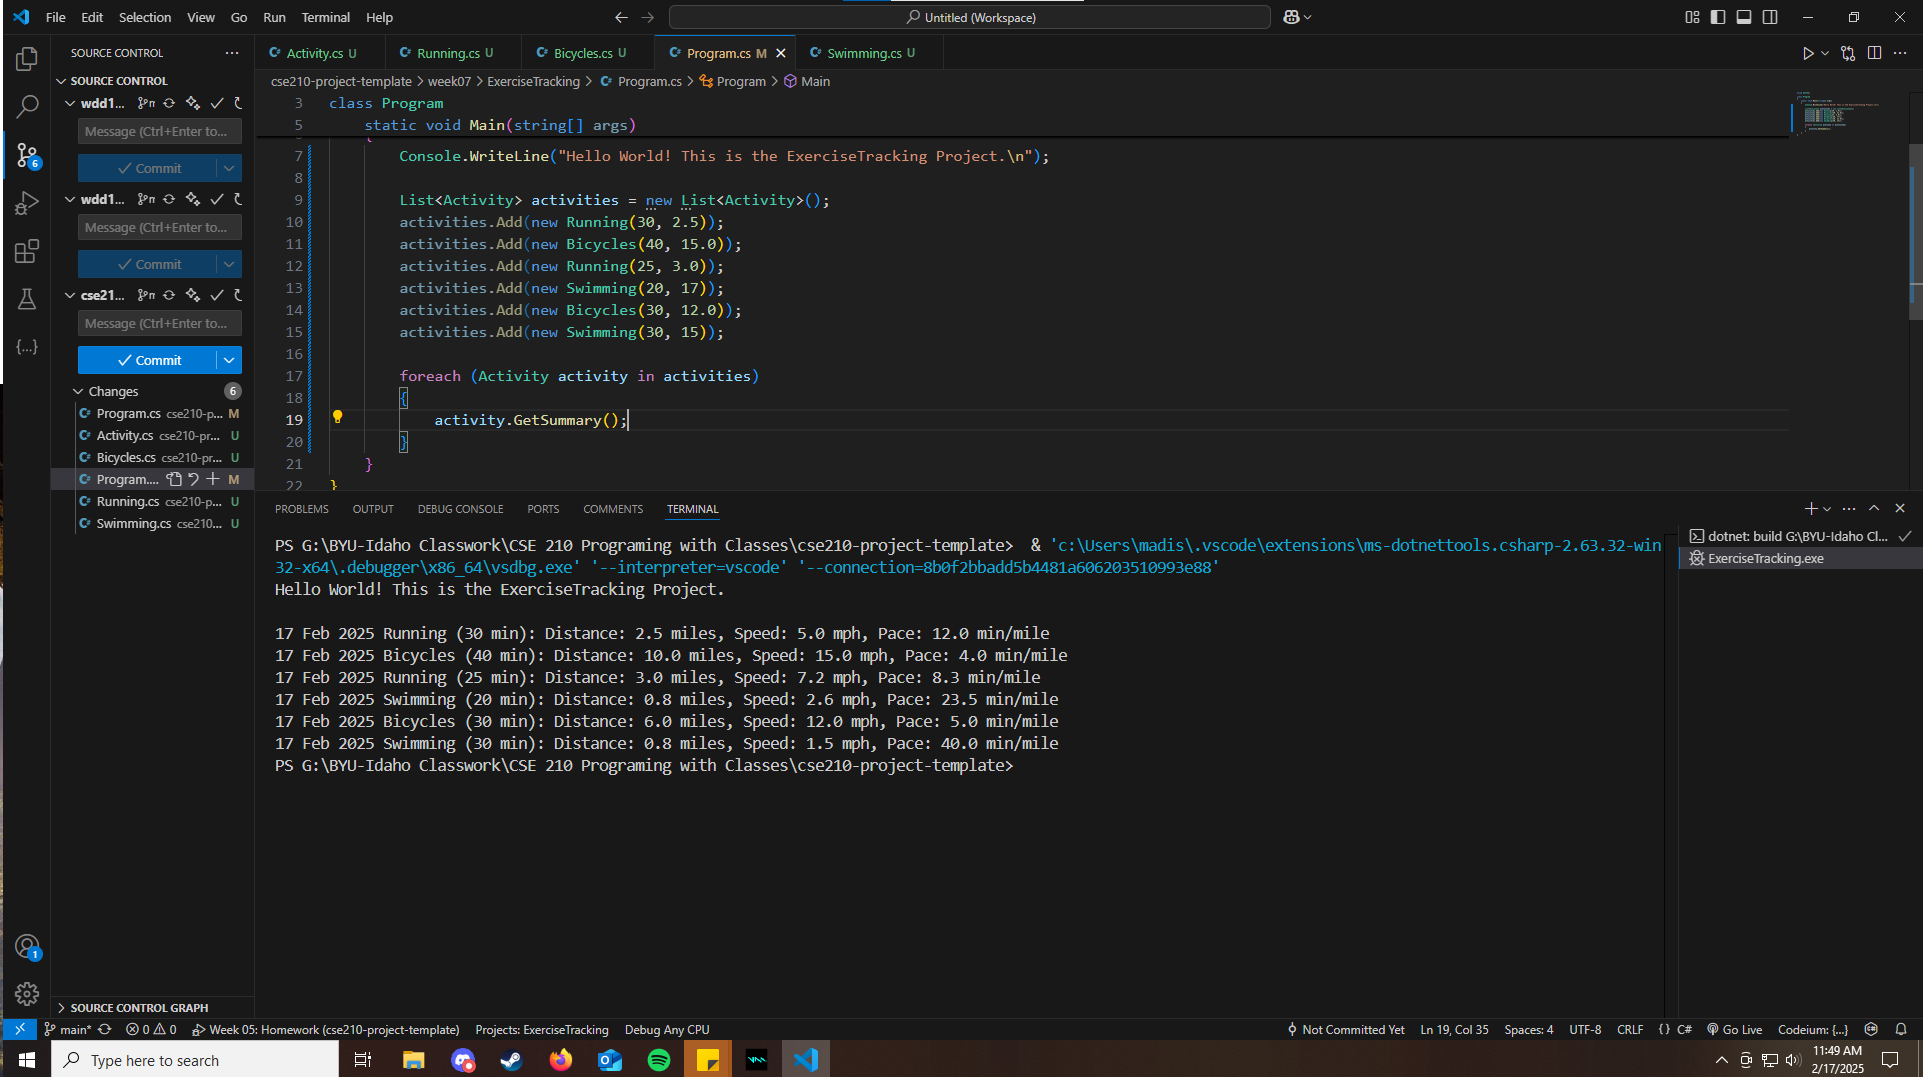 File Edit Selection View Go Run Terminal Help
Untitled (Workspace)
SOURCE CONTROL
SOURCE CONTROL
wdd1...
Message (Ctrl+Enter to...
Commit
wdd1...
Message (Ctrl+Enter to...
Commit
cse21...
Message (Ctrl+Enter to...
Commit
Changes 6
Program.cs cse210-p... M
Activity.cs cse210-pr... U
Bicycles.cs cse210-pr... U
Program.... M
Running.cs cse210-p... U
Swimming.cs cse210... U
SOURCE CONTROL GRAPH
6
1
Activity.cs U Running.cs U Bicycles.cs U Program.cs M Swimming.cs U
cse210-project-template > week07 > ExerciseTracking > Program.cs > Program > Main
3 class Program
5 static void Main(string[] args)
{
7 Console.WriteLine("Hello World! This is the ExerciseTracking Project.\n");
8
9 List<Activity> activities = new List<Activity>();
10 activities.Add(new Running(30, 2.5));
11 activities.Add(new Bicycles(40, 15.0));
12 activities.Add(new Running(25, 3.0));
13 activities.Add(new Swimming(20, 17));
14 activities.Add(new Bicycles(30, 12.0));
15 activities.Add(new Swimming(30, 15));
16
17 foreach (Activity activity in activities)
18 {
19 activity.GetSummary();
20 }
21 }
22 }
PROBLEMS OUTPUT DEBUG CONSOLE PORTS COMMENTS TERMINAL
PS G:\BYU-Idaho Classwork\CSE 210 Programing with Classes\cse210-project-template> & 'c:\Users\madis\.vscode\extensions\ms-dotnettools.csharp-2.63.32-win
32-x64\.debugger\x86_64\vsdbg.exe' '--interpreter=vscode' '--connection=8b0f2bbadd5b4481a606203510993e88'
Hello World! This is the ExerciseTracking Project.
17 Feb 2025 Running (30 min): Distance: 2.5 miles, Speed: 5.0 mph, Pace: 12.0 min/mile
17 Feb 2025 Bicycles (40 min): Distance: 10.0 miles, Speed: 15.0 mph, Pace: 4.0 min/mile
17 Feb 2025 Running (25 min): Distance: 3.0 miles, Speed: 7.2 mph, Pace: 8.3 min/mile
17 Feb 2025 Swimming (20 min): Distance: 0.8 miles, Speed: 2.6 mph, Pace: 23.5 min/mile
17 Feb 2025 Bicycles (30 min): Distance: 6.0 miles, Speed: 12.0 mph, Pace: 5.0 min/mile
17 Feb 2025 Swimming (30 min): Distance: 0.8 miles, Speed: 1.5 mph, Pace: 40.0 min/mile
PS G:\BYU-Idaho Classwork\CSE 210 Programing with Classes\cse210-project-template>
dotnet: build G:\BYU-Idaho Cl...
ExerciseTracking.exe
main* 0 0 Week 05: Homework (cse210-project-template) Projects: ExerciseTracking Debug Any CPU
Not Committed Yet Ln 19, Col 35 Spaces: 4 UTF-8 CRLF {} C# Go Live Codeium: {...}
Type here to search
11:49 AM
2/17/2025